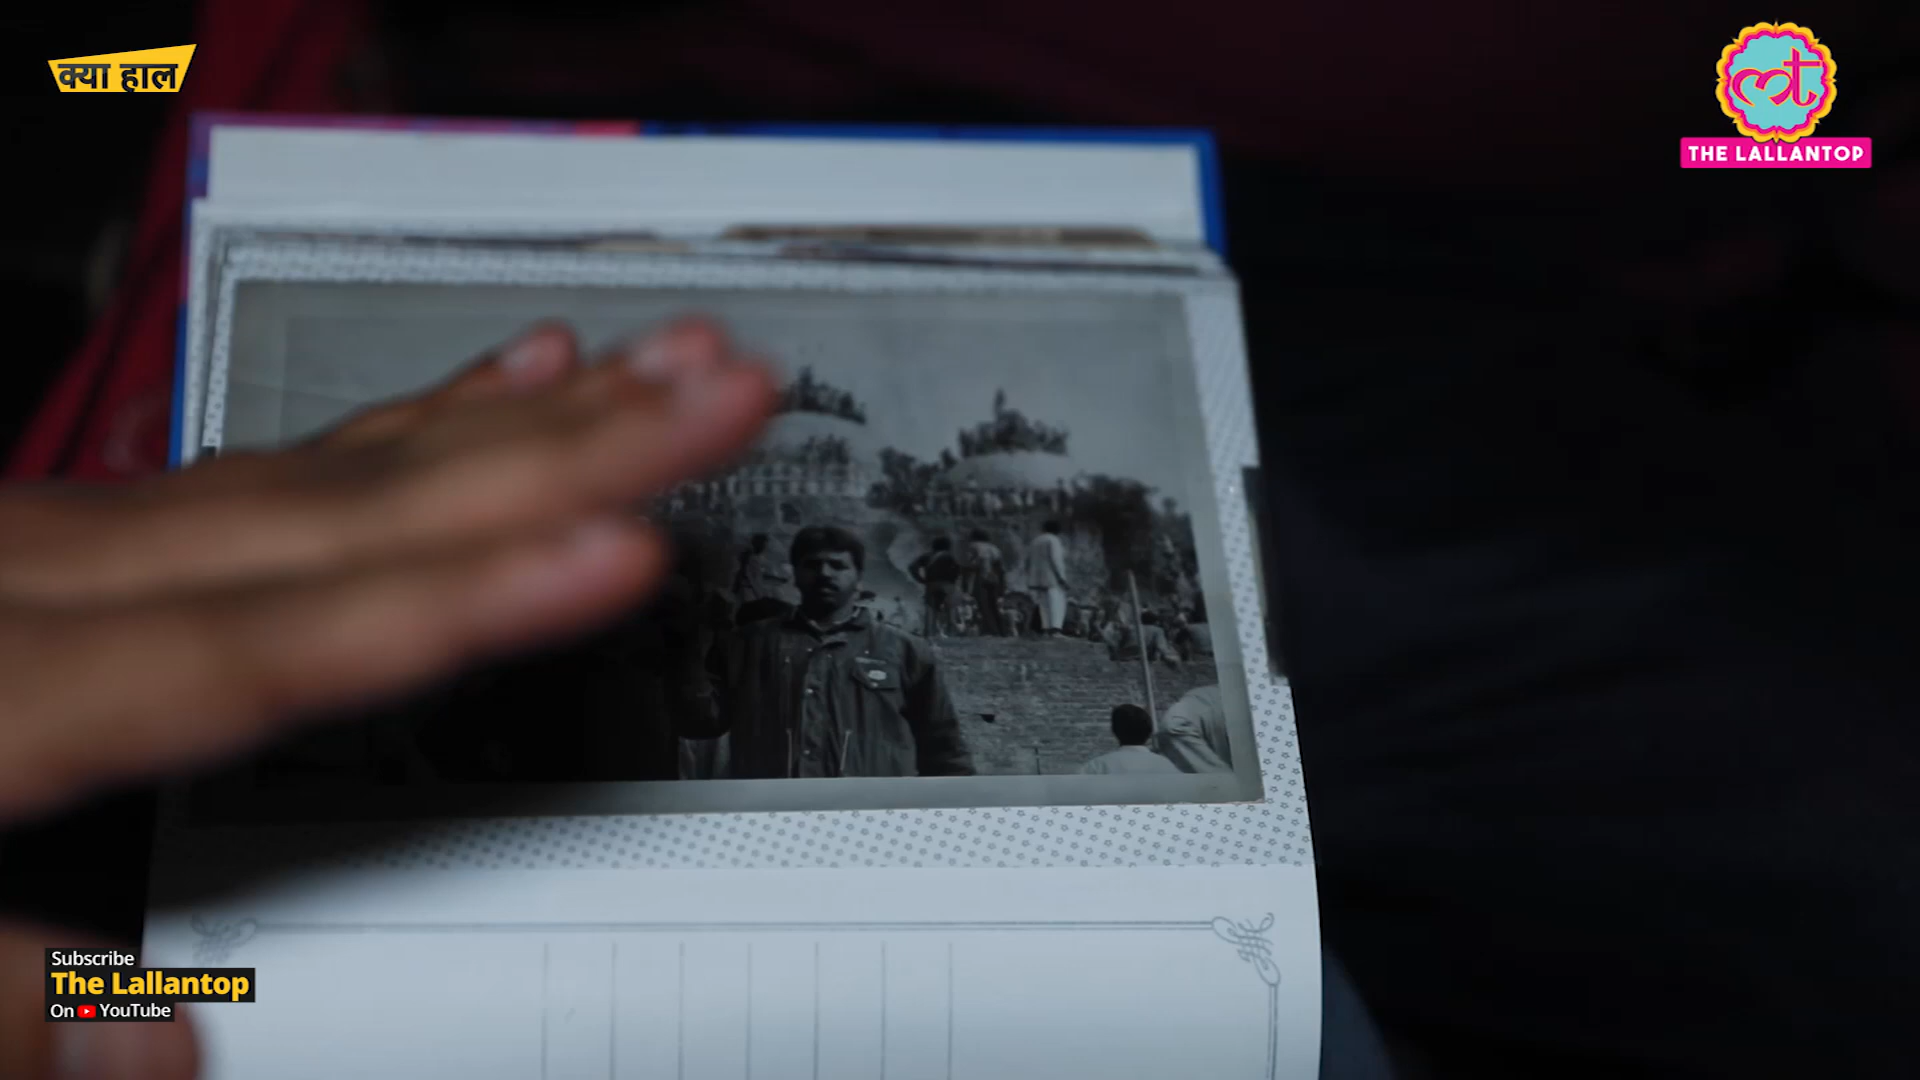 क्या हाल
THE LALLANTOP
Subscribe
The Lallantop
On YouTube